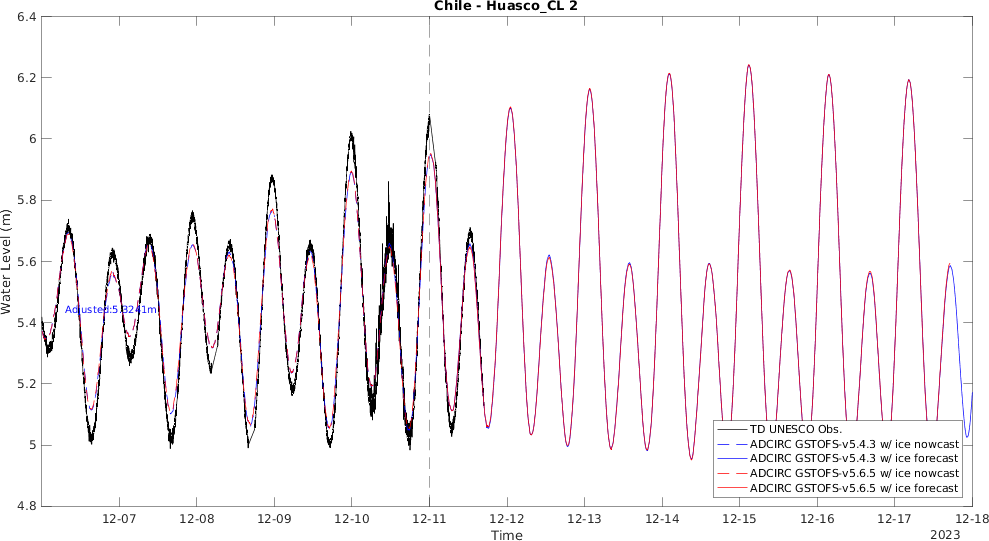 Chile - Huasco_CL 2
6.4
6.2
6
5.8
5.6
5.4
5.2
5
4.8
Water Level (m)
Adjusted:5.3241m
TD UNESCO Obs.
ADCIRC GSTOFS-v5.4.3 w/ ice nowcast
ADCIRC GSTOFS-v5.4.3 w/ ice forecast
ADCIRC GSTOFS-v5.6.5 w/ ice nowcast
ADCIRC GSTOFS-v5.6.5 w/ ice forecast
12-07 12-08 12-09 12-10 12-11 12-12 12-13 12-14 12-15 12-16 12-17 12-18
Time
2023